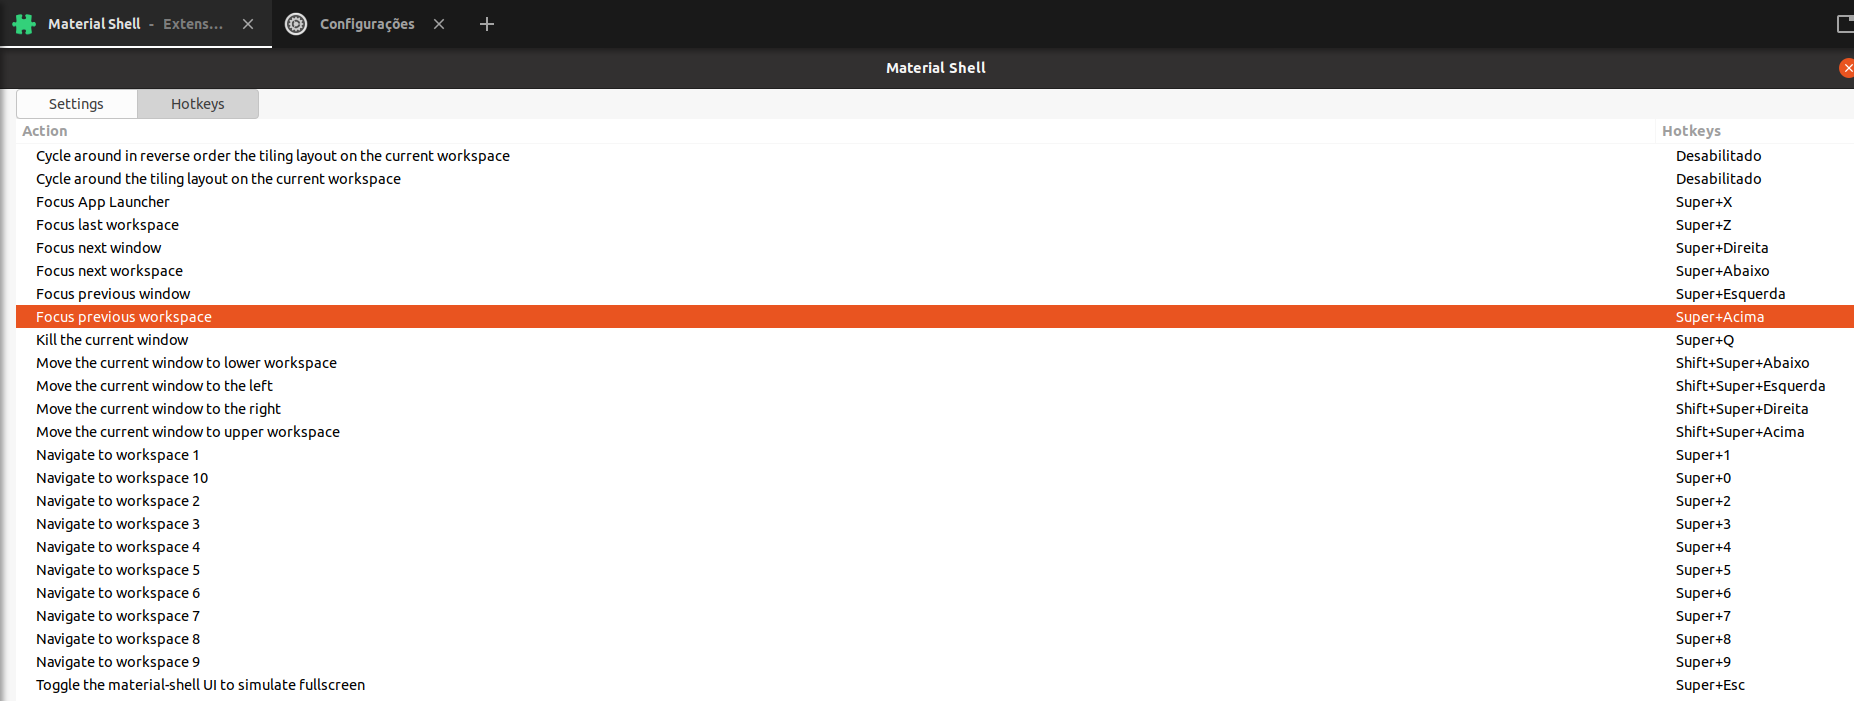 Material Shell - Extens... Configurações
Material Shell
Settings Hotkeys
Action Hotkeys
Cycle around in reverse order the tiling layout on the current workspace Desabilitado
Cycle around the tiling layout on the current workspace Desabilitado
Focus App Launcher Super+X
Focus last workspace Super+Z
Focus next window Super+Direita
Focus next workspace Super+Abaixo
Focus previous window Super+Esquerda
Focus previous workspace Super+Acima
Kill the current window Super+Q
Move the current window to lower workspace Shift+Super+Abaixo
Move the current window to the left Shift+Super+Esquerda
Move the current window to the right Shift+Super+Direita
Move the current window to upper workspace Shift+Super+Acima
Navigate to workspace 1 Super+1
Navigate to workspace 10 Super+0
Navigate to workspace 2 Super+2
Navigate to workspace 3 Super+3
Navigate to workspace 4 Super+4
Navigate to workspace 5 Super+5
Navigate to workspace 6 Super+6
Navigate to workspace 7 Super+7
Navigate to workspace 8 Super+8
Navigate to workspace 9 Super+9
Toggle the material-shell UI to simulate fullscreen Super+Esc